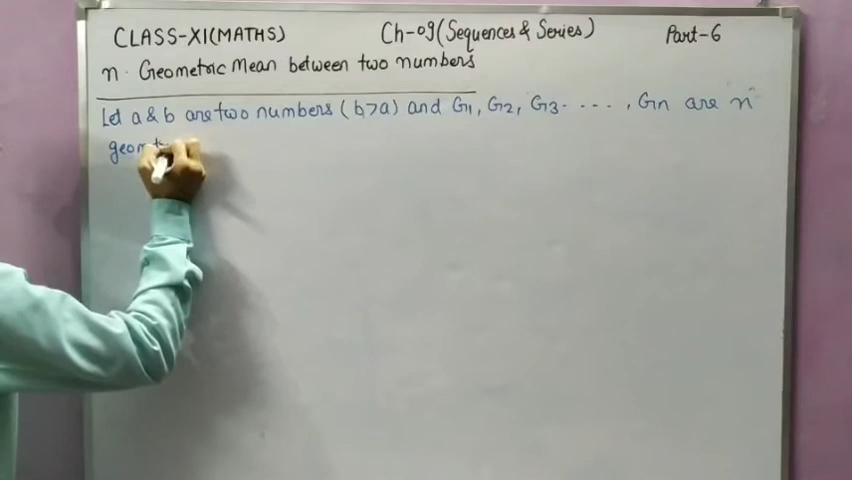 CLASS-XI(MATHS) Ch-09(Sequences & Series) Part-6
n. Geometric Mean between two numbers
Let a & b are two numbers (b>a) and G1, G2, G3- - - -, Gn are n
geomet